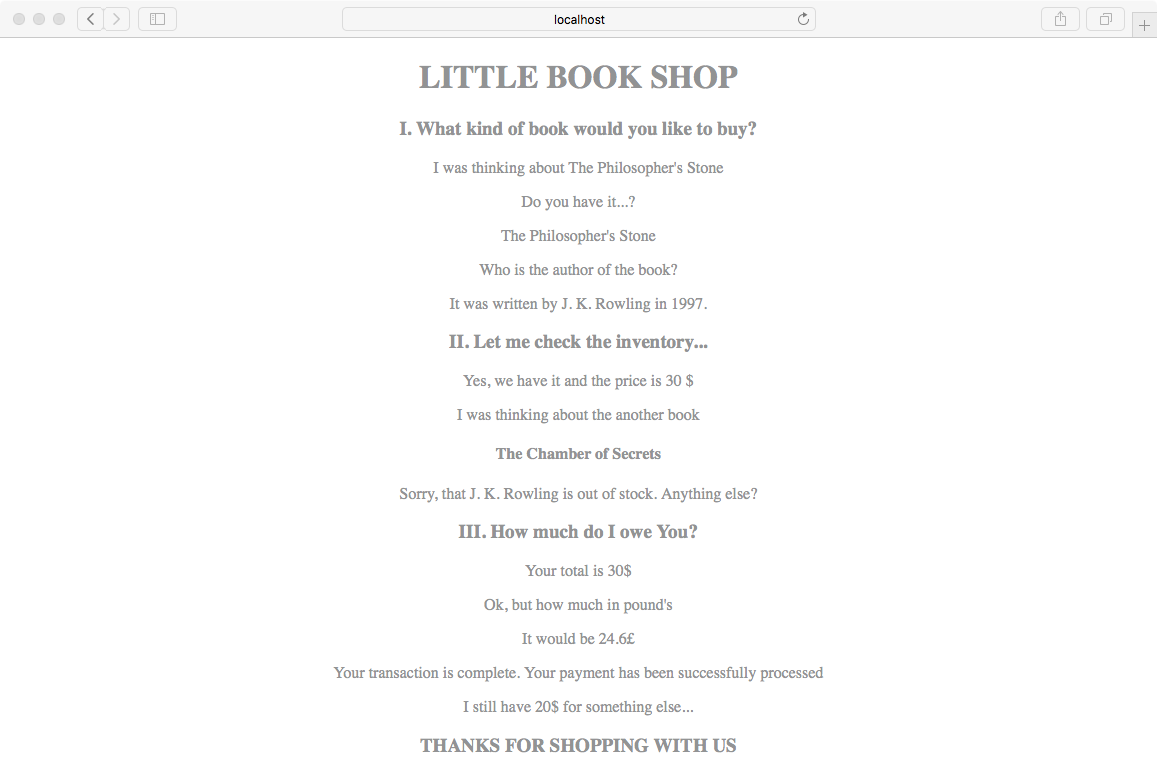 localhost
LITTLE BOOK SHOP
I. What kind of book would you like to buy?
I was thinking about The Philosopher's Stone
Do you have it...?
The Philosopher's Stone
Who is the author of the book?
It was written by J. K. Rowling in 1997.
II. Let me check the inventory...
Yes, we have it and the price is 30 $
I was thinking about the another book
The Chamber of Secrets
Sorry, that J. K. Rowling is out of stock. Anything else?
III. How much do I owe You?
Your total is 30$
Ok, but how much in pound's
It would be 24.6£
Your transaction is complete. Your payment has been successfully processed
I still have 20$ for something else...
THANKS FOR SHOPPING WITH US